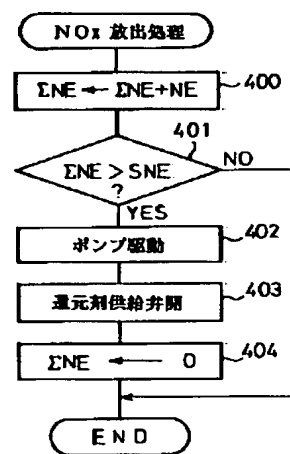 NOx 放出処理
ΣNE ← ΣNE+NE
400
401
ΣNE > SNE
?
NO
YES
ポンプ駆動
402
還元剤供給弁開
403
ΣNE ← 0
404
END